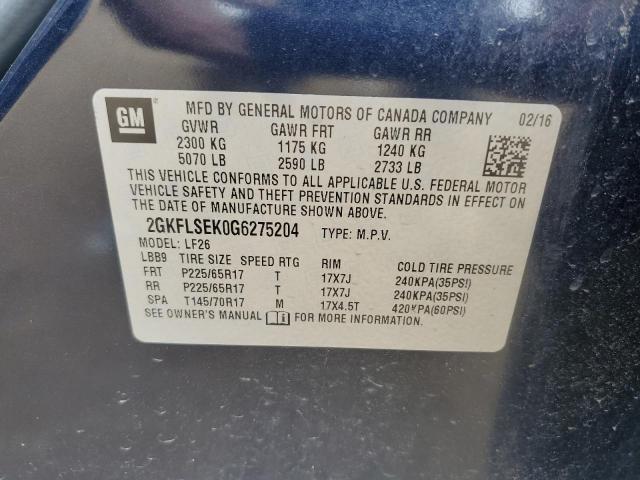 GM
MFD BY GENERAL MOTORS OF CANADA COMPANY 02/16
GVWR GAWR FRT GAWR RR
2300 KG 1175 KG 1240 KG
5070 LB 2590 LB 2733 LB
THIS VEHICLE CONFORMS TO ALL APPLICABLE U.S. FEDERAL MOTOR
VEHICLE SAFETY AND THEFT PREVENTION STANDARDS IN EFFECT ON
THE DATE OF MANUFACTURE SHOWN ABOVE.
2GKFLSEK0G6275204 TYPE: M.P.V.
MODEL: LF26
LBB9 TIRE SIZE SPEED RTG RIM COLD TIRE PRESSURE
FRT P225/65R17 T 17X7J 240KPA(35PSI)
RR P225/65R17 T 17X7J 240KPA(35PSI)
SPA T145/70R17 M 17X4.5T 420KPA(60PSI)
SEE OWNER'S MANUAL i FOR MORE INFORMATION.